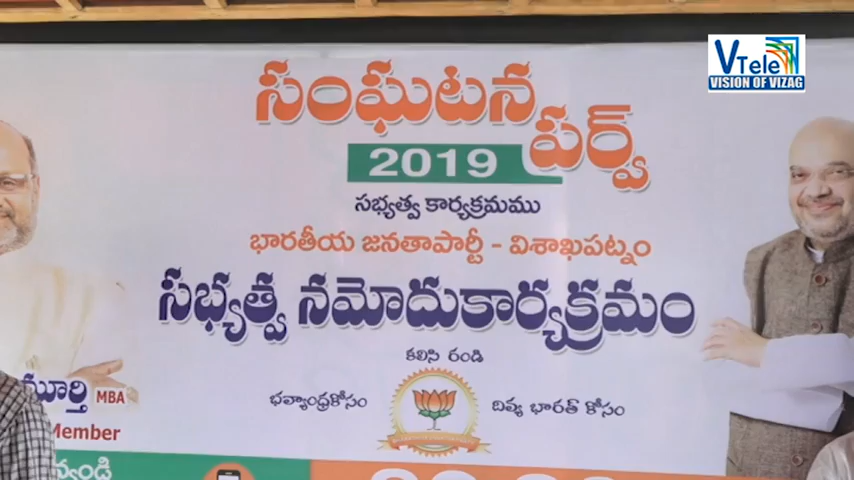 VTele
VISION OF VIZAG
సంఘటన
పర్వ్
2019
సభ్యత్వ కార్యక్రమము
భారతీయ జనతాపార్టీ - విశాఖపట్నం
సభ్యత్వ నమోదుకార్యక్రమం
కలిసి రండి
భవ్యాంధ్రకోసం
దివ్య భారత్ కోసం
మూర్తి MBA
Member